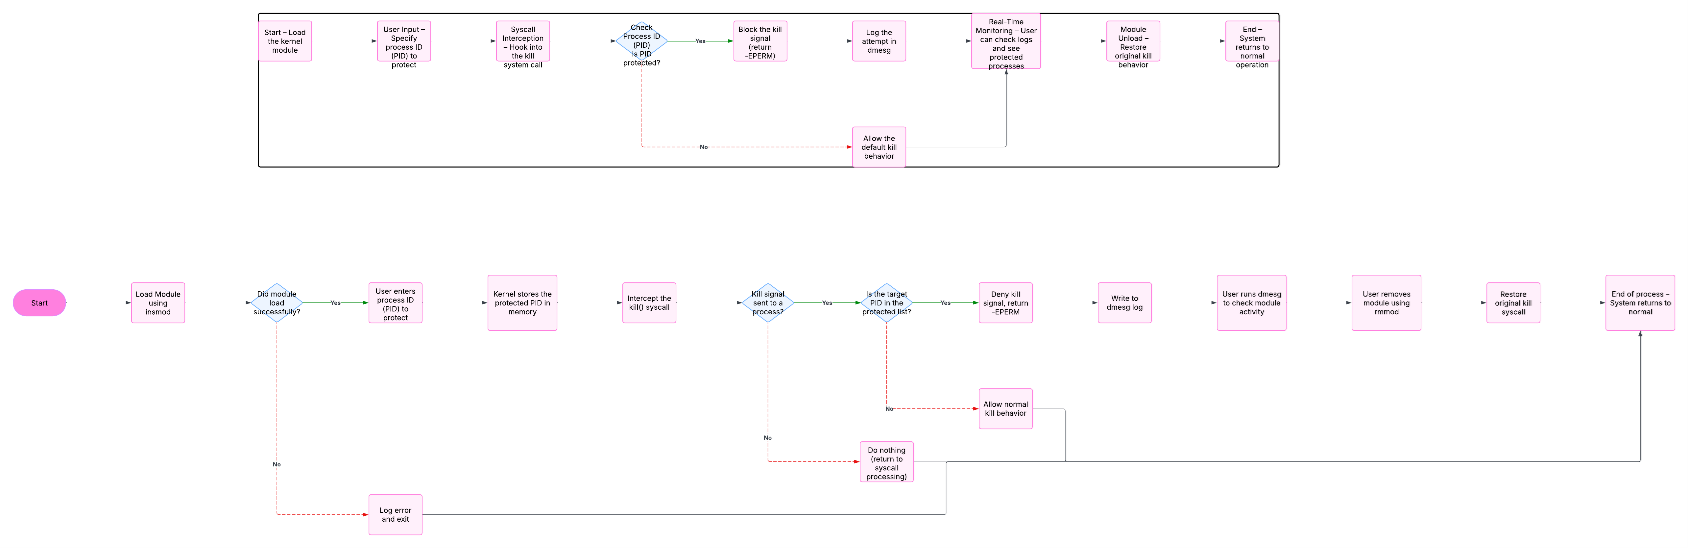 Start – Load
the kernel
module
User Input –
Specify
process ID
(PID) to
protect
Syscall
Interception
– Hook into
the kill
system call
Check
Process ID
(PID)
Is PID
protected?
Yes
Block the kill
signal
(return
-EPERM)
Log the
attempt in
dmesg
Real-Time
Monitoring – User
can check logs
and see
protected
processes
Module
Unload –
Restore
original kill
behavior
End –
System
returns to
normal
operation
No
Allow the
default kill
behavior
Start
Load Module
using
insmod
Did module
load
successfully?
Yes
User enters
process ID
(PID) to
protect
Kernel stores the
protected PID in
memory
Intercept the
kill() syscall
Kill signal
sent to a
process?
Yes
Is the target
PID in the
protected list?
Yes
Deny kill
signal, return
-EPERM
Write to
dmesg log
User runs dmesg
to check module
activity
User removes
module using
rmmod
Restore
original kill
syscall
End of process –
System returns to
normal
No
Allow normal
kill behavior
No
Do nothing
(return to
syscall
processing)
No
Log error
and exit